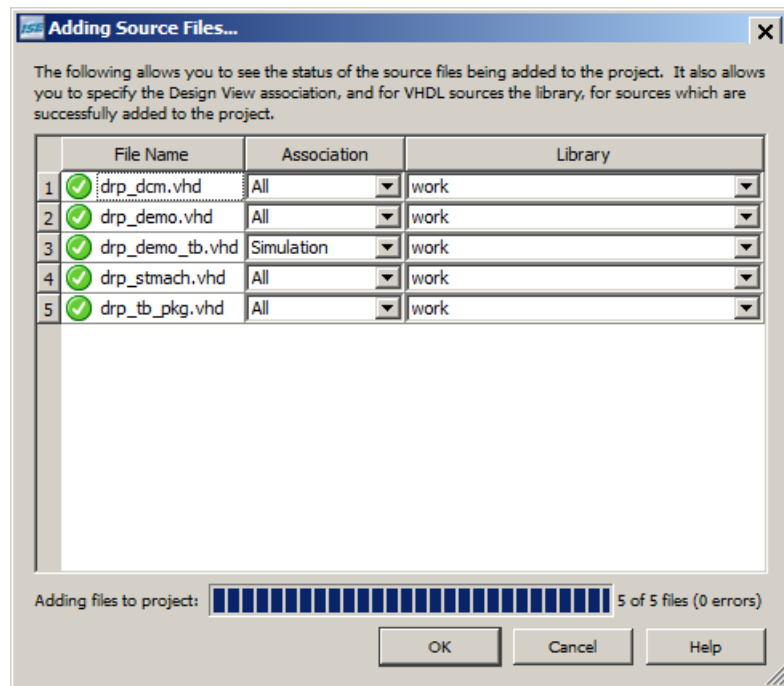 ISE Adding Source Files...
The following allows you to see the status of the source files being added to the project. It also allows
you to specify the Design View association, and for VHDL sources the library, for sources which are
successfully added to the project.
File Name Association Library
1 drp_dcm.vhd All work
2 drp_demo.vhd All work
3 drp_demo_tb.vhd Simulation work
4 drp_stmach.vhd All work
5 drp_tb_pkg.vhd All work
Adding files to project: 5 of 5 files (0 errors)
OK Cancel Help